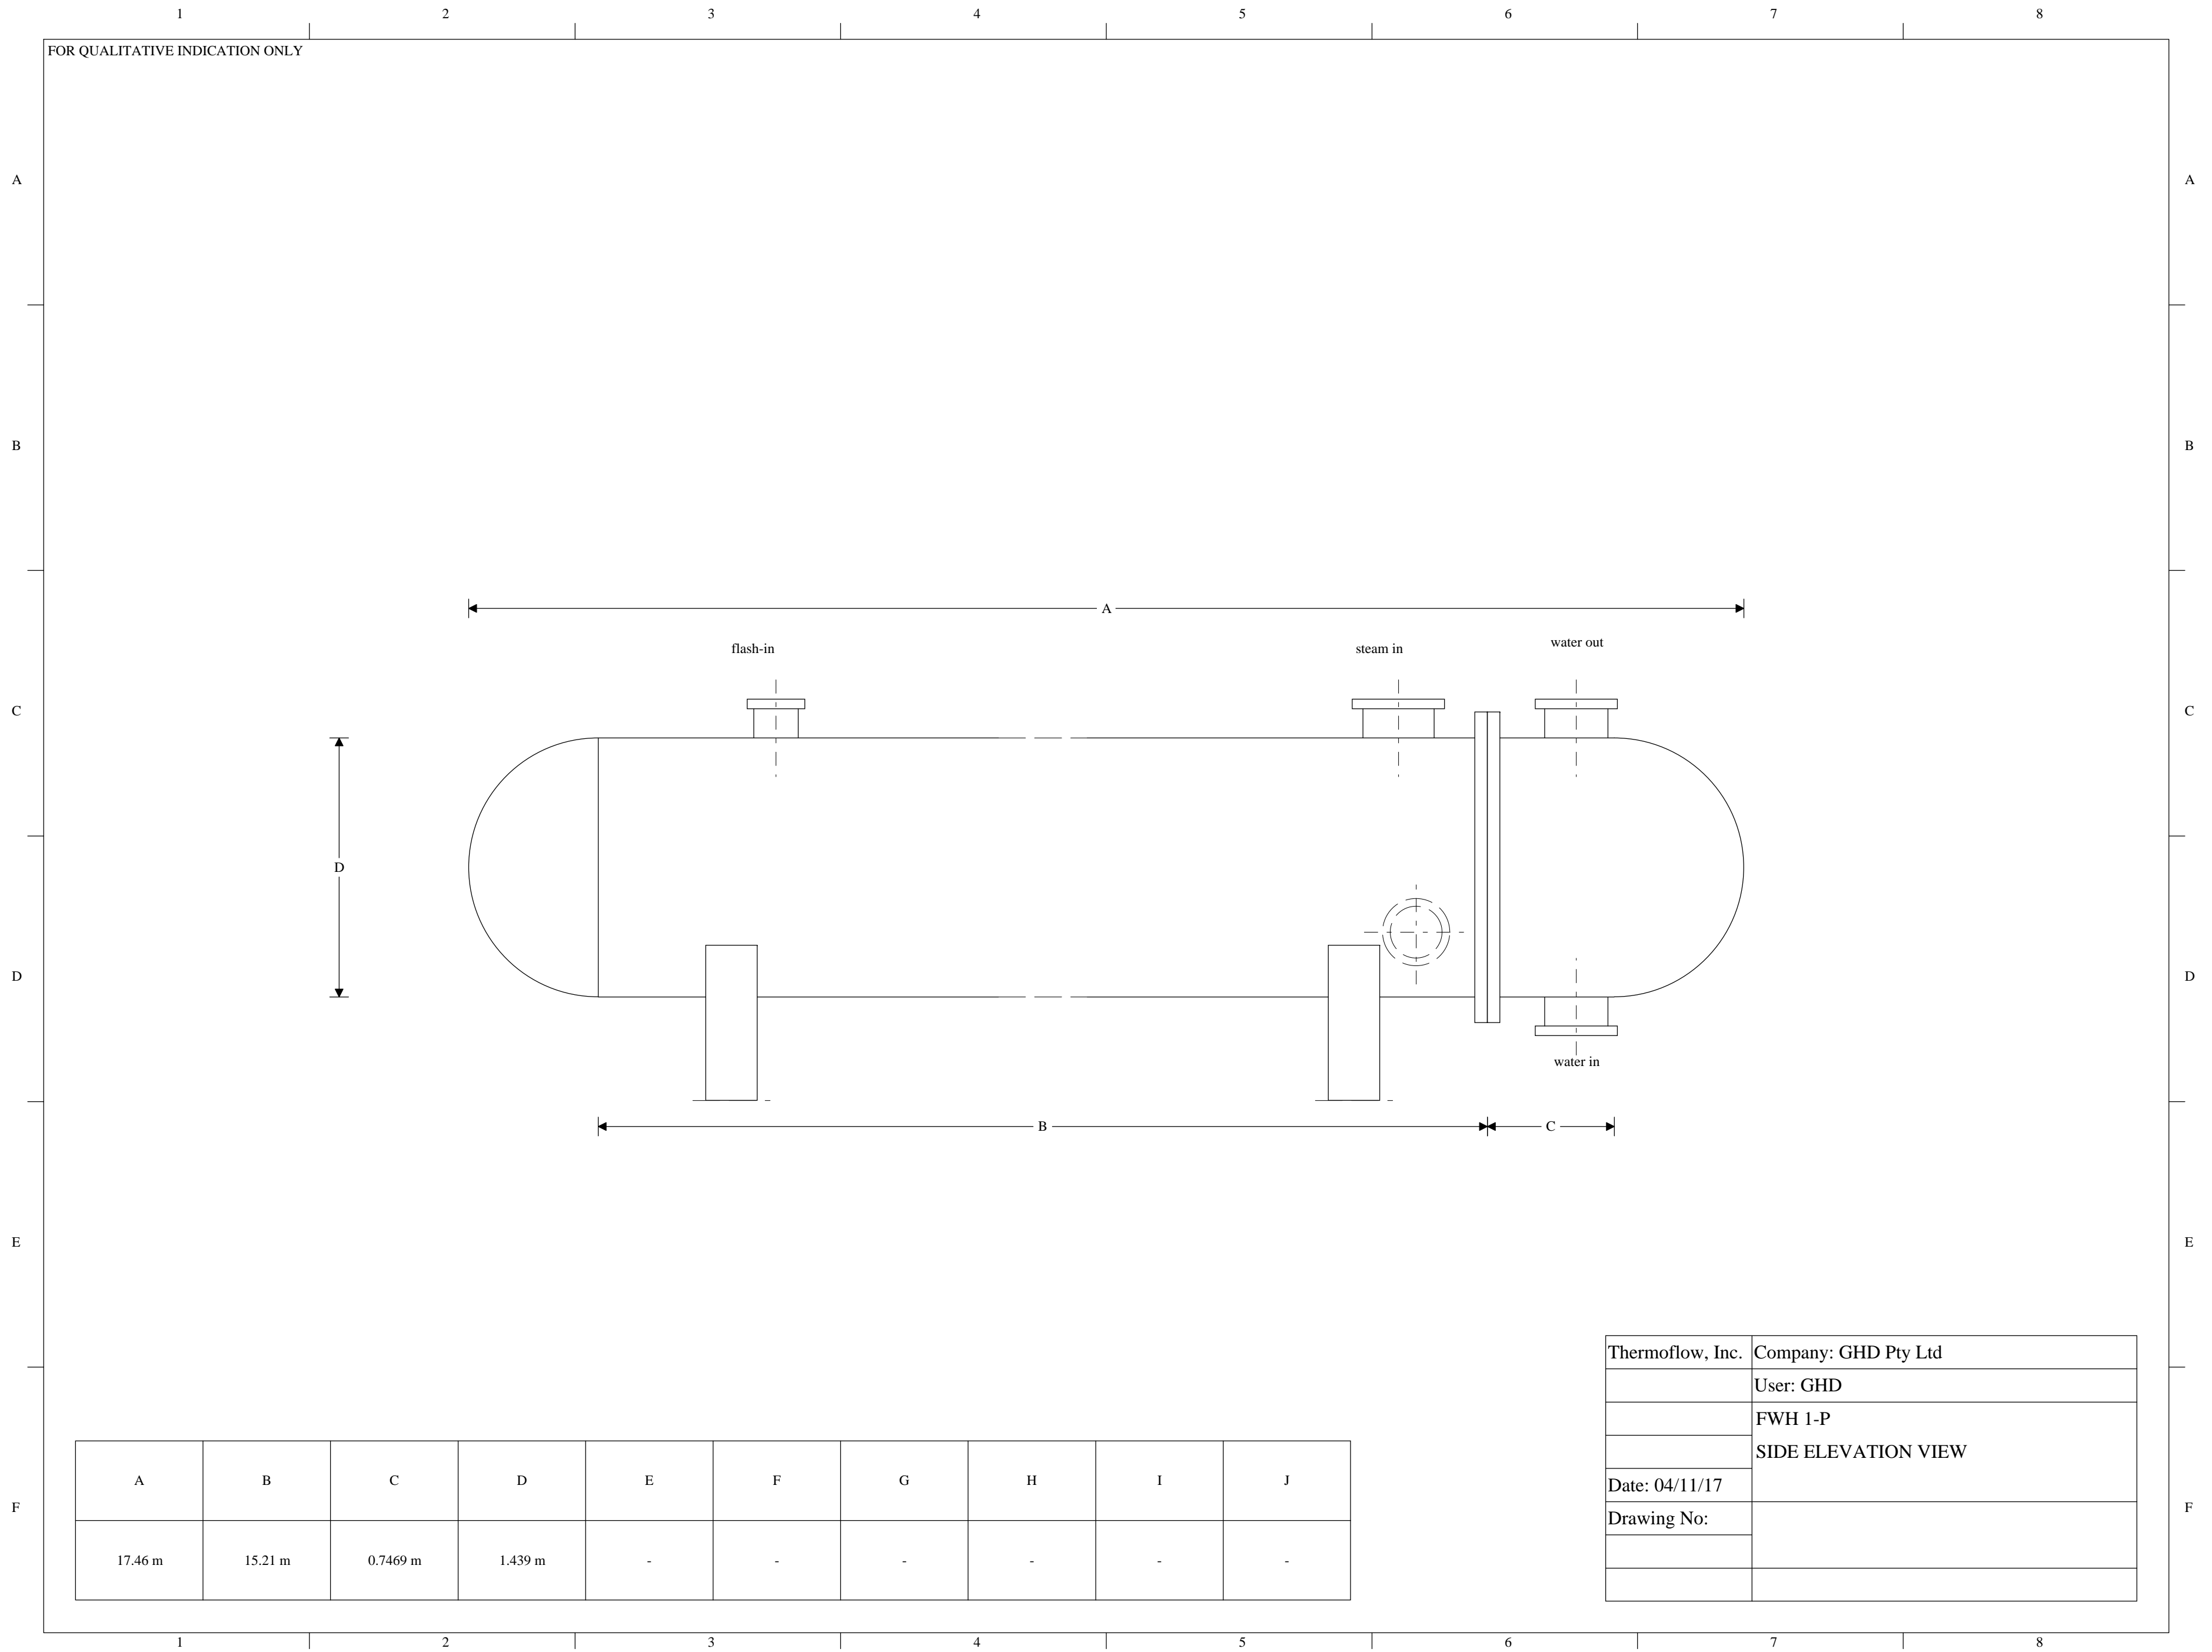 1 2 3 4 5 6 7 8
FOR QUALITATIVE INDICATION ONLY
A A
B B
A
flash-in steam in water out
C C
D
D D
water in
B C
E E
Thermoflow, Inc. Company: GHD Pty Ltd
User: GHD
FWH 1-P
SIDE ELEVATION VIEW
Date: 04/11/17
Drawing No:
A B C D E F G H I J
F F
17.46 m 15.21 m 0.7469 m 1.439 m - - - - - -
1 2 3 4 5 6 7 8